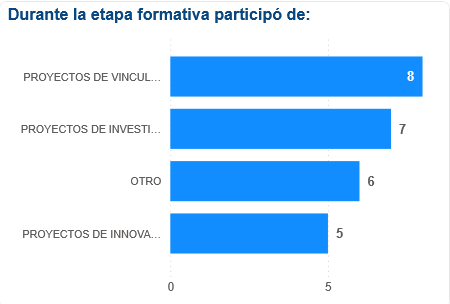 Durante la etapa formativa participó de:
PROYECTOS DE VINCUL... 8
PROYECTOS DE INVESTI... 7
OTRO 6
PROYECTOS DE INNOVA... 5
0 5